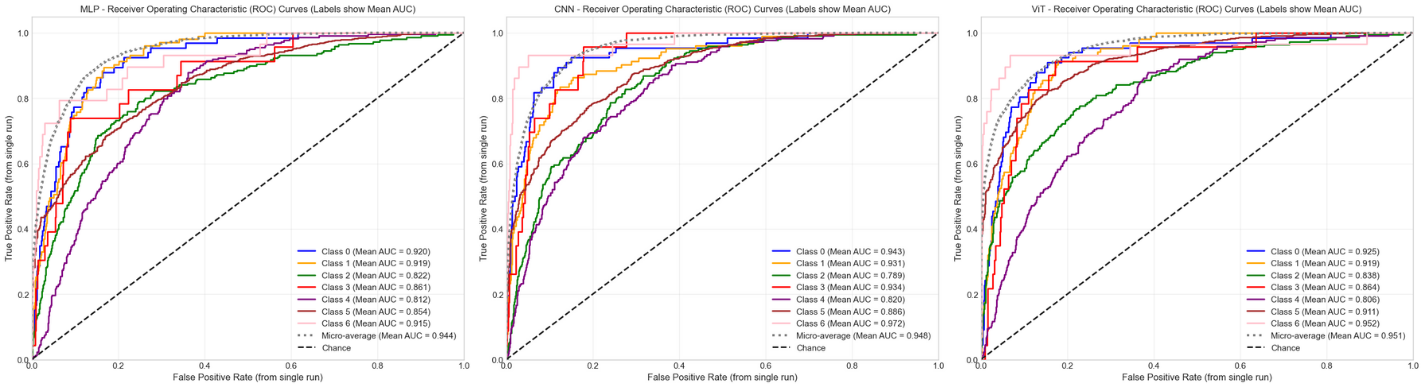 MLP - Receiver Operating Characteristic (ROC) Curves (Labels show Mean AUC)
True Positive Rate (from single run)
1.0
0.8
0.6
0.4
0.2
0.0
Class 0 (Mean AUC = 0.920)
Class 1 (Mean AUC = 0.919)
Class 2 (Mean AUC = 0.822)
Class 3 (Mean AUC = 0.861)
Class 4 (Mean AUC = 0.812)
Class 5 (Mean AUC = 0.854)
Class 6 (Mean AUC = 0.915)
Micro-average (Mean AUC = 0.944)
Chance
0.0 0.2 0.4 0.6 0.8 1.0
False Positive Rate (from single run)
CNN - Receiver Operating Characteristic (ROC) Curves (Labels show Mean AUC)
True Positive Rate (from single run)
1.0
0.8
0.6
0.4
0.2
0.0
Class 0 (Mean AUC = 0.943)
Class 1 (Mean AUC = 0.931)
Class 2 (Mean AUC = 0.789)
Class 3 (Mean AUC = 0.934)
Class 4 (Mean AUC = 0.820)
Class 5 (Mean AUC = 0.886)
Class 6 (Mean AUC = 0.972)
Micro-average (Mean AUC = 0.948)
Chance
0.0 0.2 0.4 0.6 0.8 1.0
False Positive Rate (from single run)
ViT - Receiver Operating Characteristic (ROC) Curves (Labels show Mean AUC)
True Positive Rate (from single run)
1.0
0.8
0.6
0.4
0.2
0.0
Class 0 (Mean AUC = 0.925)
Class 1 (Mean AUC = 0.919)
Class 2 (Mean AUC = 0.838)
Class 3 (Mean AUC = 0.864)
Class 4 (Mean AUC = 0.806)
Class 5 (Mean AUC = 0.911)
Class 6 (Mean AUC = 0.952)
Micro-average (Mean AUC = 0.951)
Chance
0.0 0.2 0.4 0.6 0.8 1.0
False Positive Rate (from single run)